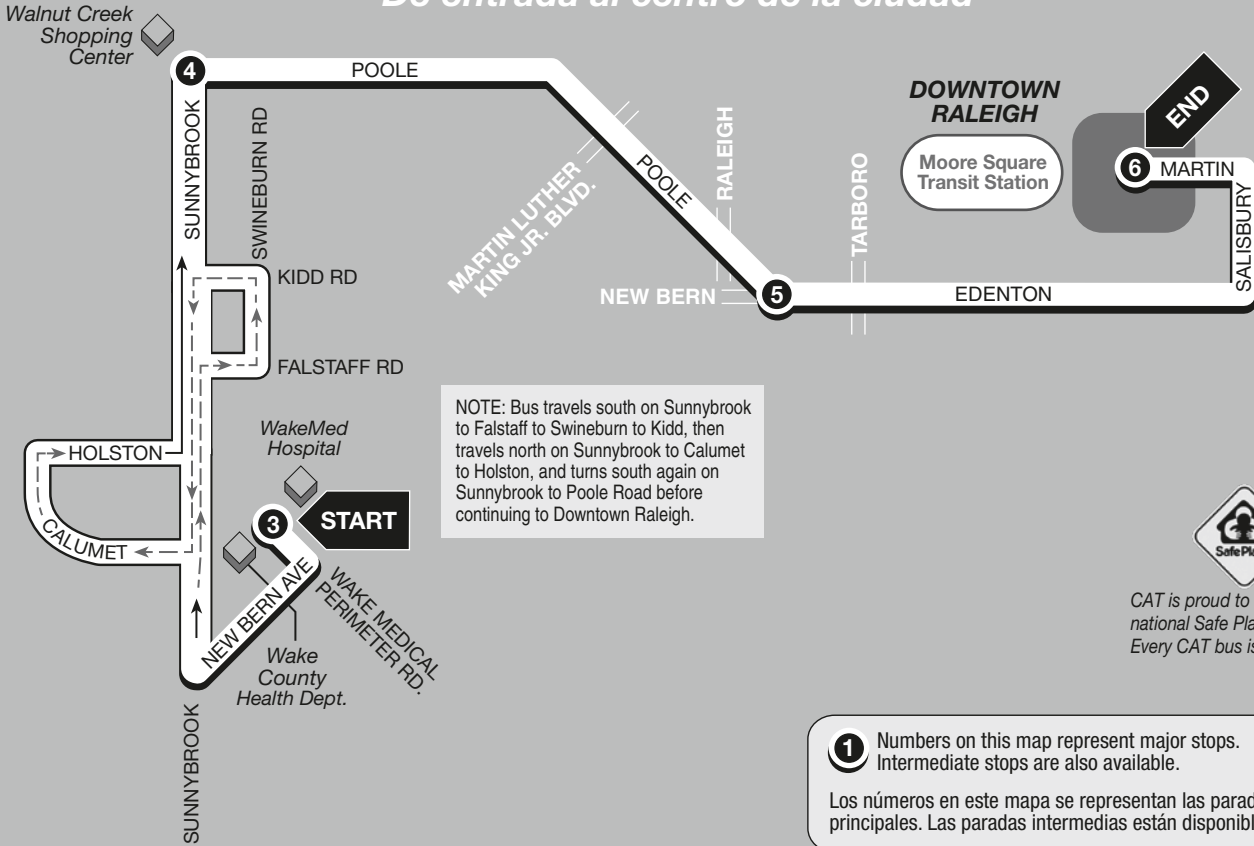 De entrada al centro de la ciudad
Walnut Creek
Shopping
Center
4
POOLE
SUNNYBROOK
SWINEBURN RD
KIDD RD
FALSTAFF RD
HOLSTON
CALUMET
WakeMed
Hospital
3
START
NEW BERN AVE
WAKE MEDICAL
PERIMETER RD.
Wake
County
Health Dept.
SUNNYBROOK
MARTIN LUTHER
KING JR. BLVD.
POOLE
RALEIGH
NEW BERN
5
TARBORO
EDENTON
DOWNTOWN
RALEIGH
Moore Square
Transit Station
END
6
MARTIN
SALISBURY
NOTE: Bus travels south on Sunnybrook
to Falstaff to Swineburn to Kidd, then
travels north on Sunnybrook to Calumet
to Holston, and turns south again on
Sunnybrook to Poole Road before
continuing to Downtown Raleigh.
Safe
CAT is proud to
national Safe
Every CAT bus is
1 Numbers on this map represent major stops.
Intermediate stops are also available.
Los números en este mapa se representan las
principales. Las paradas intermedias están